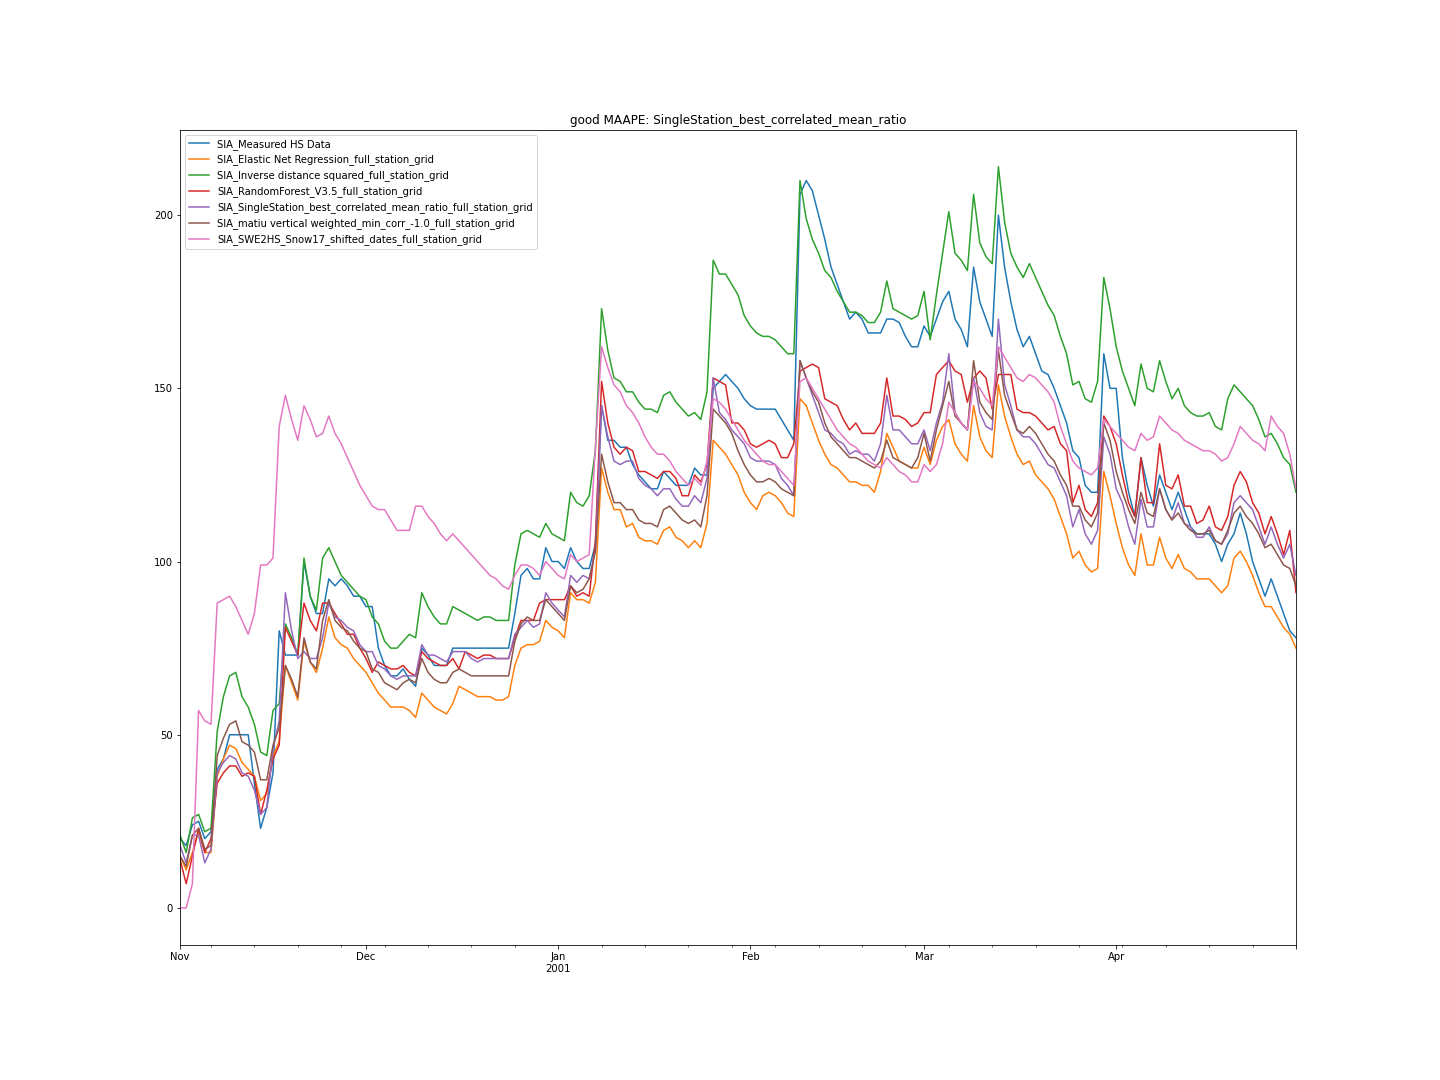 good MAAPE: SingleStation_best_correlated_mean_ratio
SIA_Measured HS Data
SIA_Elastic Net Regression_full_station_grid
SIA_Inverse distance squared_full_station_grid
SIA_RandomForest_V3.5_full_station_grid
SIA_SingleStation_best_correlated_mean_ratio_full_station_grid
SIA_matiu vertical weighted_min_corr_-1.0_full_station_grid
SIA_SWE2HS_Snow17_shifted_dates_full_station_grid
200
150
100
50
0
Nov Dec Jan Feb Mar Apr
2001